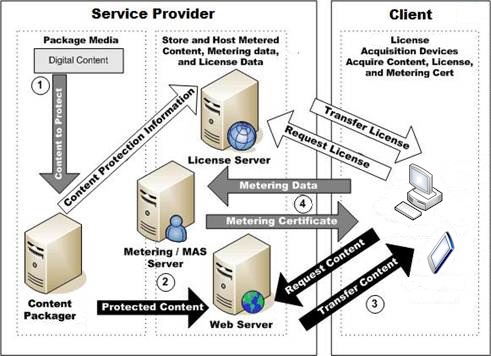 Service Provider
Client
Package Media
Digital Content
1
Content to Protect
Content Protection Information
Store and Host Metered
Content, Metering data,
and License Data
License Server
License
Acquisition Devices
Acquire Content, License,
and Metering Cert
Transfer License
Request License
Metering Data
4
Metering Certificate
Metering / MAS
Server
2
Content
Packager
Protected Content
Web Server
Request Content
Transfer Content
3